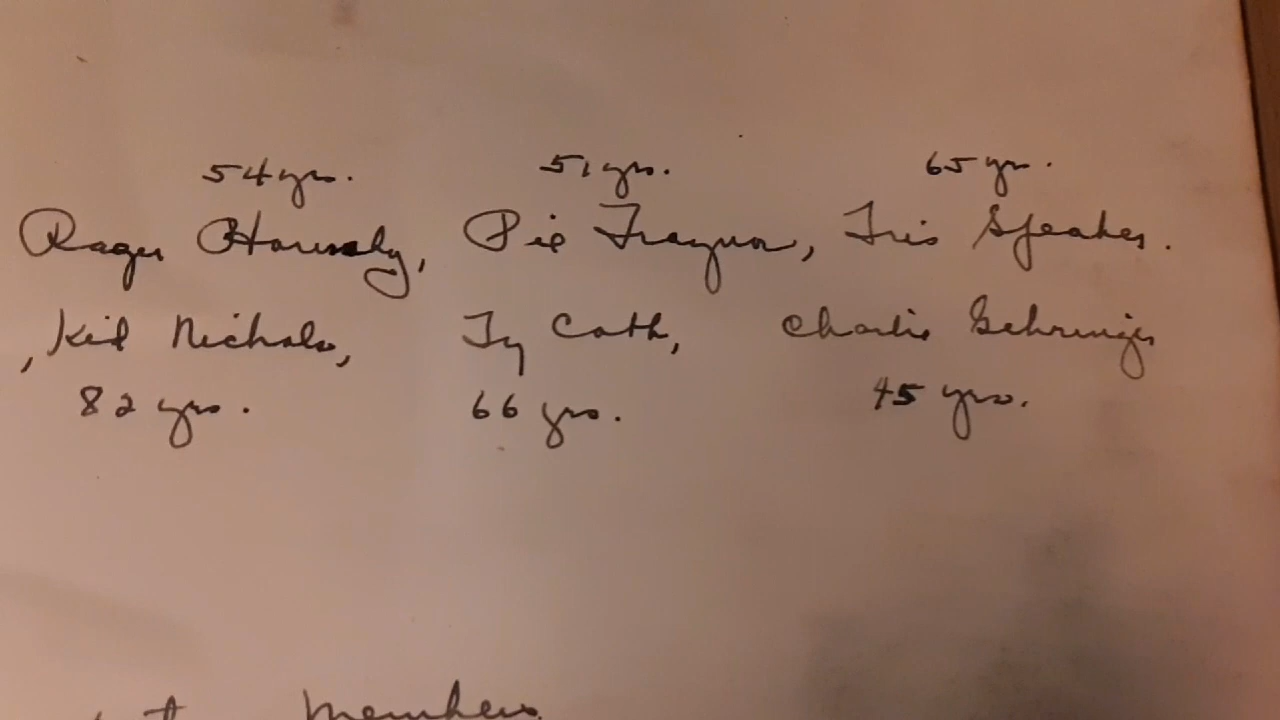 54 yrs. 51 yrs. 65 yrs.
Roger Hornsby, Pie Traynor, Tris Speaker.
, Kid Nichols, Ty Cobb, Charlie Gehringer
82 yrs. 66 yrs. 45 yrs.
members